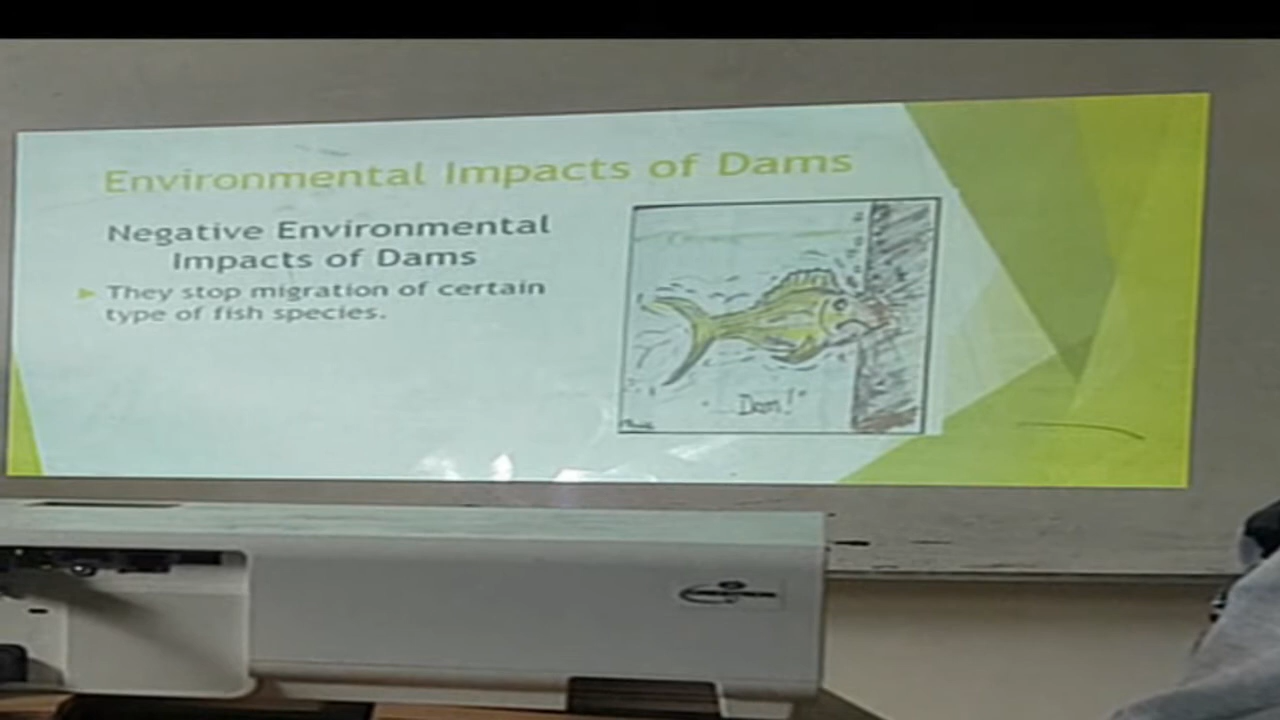 Environmental Impacts of Dams
Negative Environmental
Impacts of Dams
They stop migration of certain
type of fish species.
"Dam!"